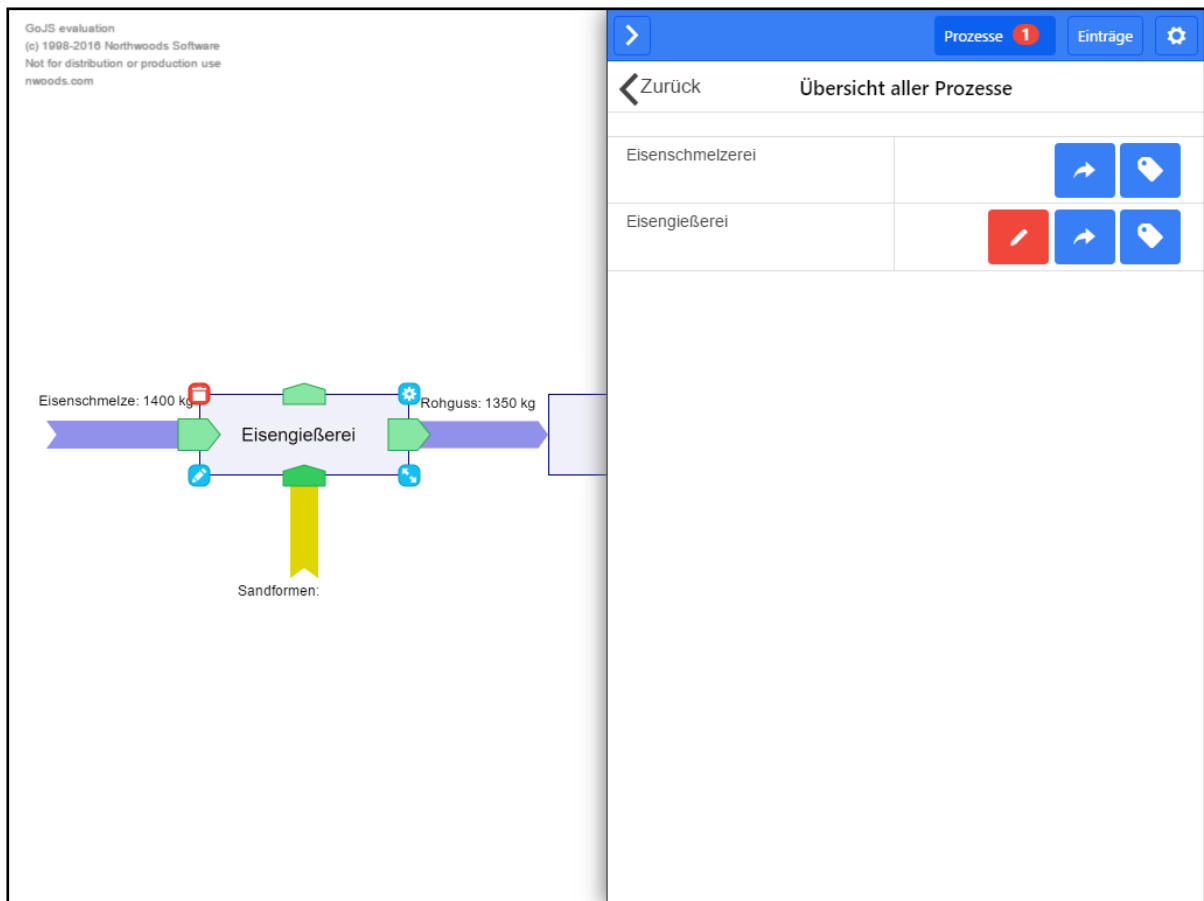 GoJS evaluation
(c) 1998-2016 Northwoods Software
Not for distribution or production use
nwoods.com
Prozesse 1 Einträge
Zurück Übersicht aller Prozesse
Eisenschmelzerei
Eisengießerei
Eisenschmelze: 1400 kg
Eisengießerei
Rohguss: 1350 kg
Sandformen: